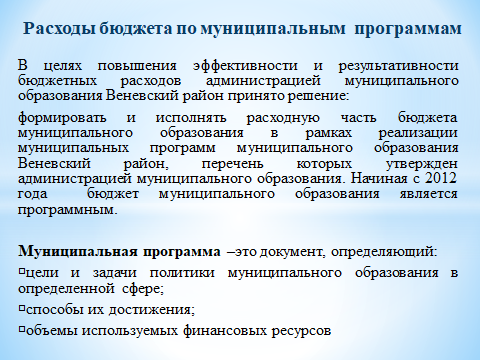 Расходы бюджета по муниципальным программам
В целях повышения эффективности и результативности
бюджетных расходов администрацией муниципального
образования Веневский район принято решение:
формировать и исполнять расходную часть бюджета
муниципального образования в рамках реализации
муниципальных программ муниципального образования
Веневский район, перечень которых утвержден
администрацией муниципального образования. Начиная с 2012
года бюджет муниципального образования является
программным.
Муниципальная программа –это документ, определяющий:
▫цели и задачи политики муниципального образования в
определенной сфере;
▫способы их достижения;
▫объемы используемых финансовых ресурсов